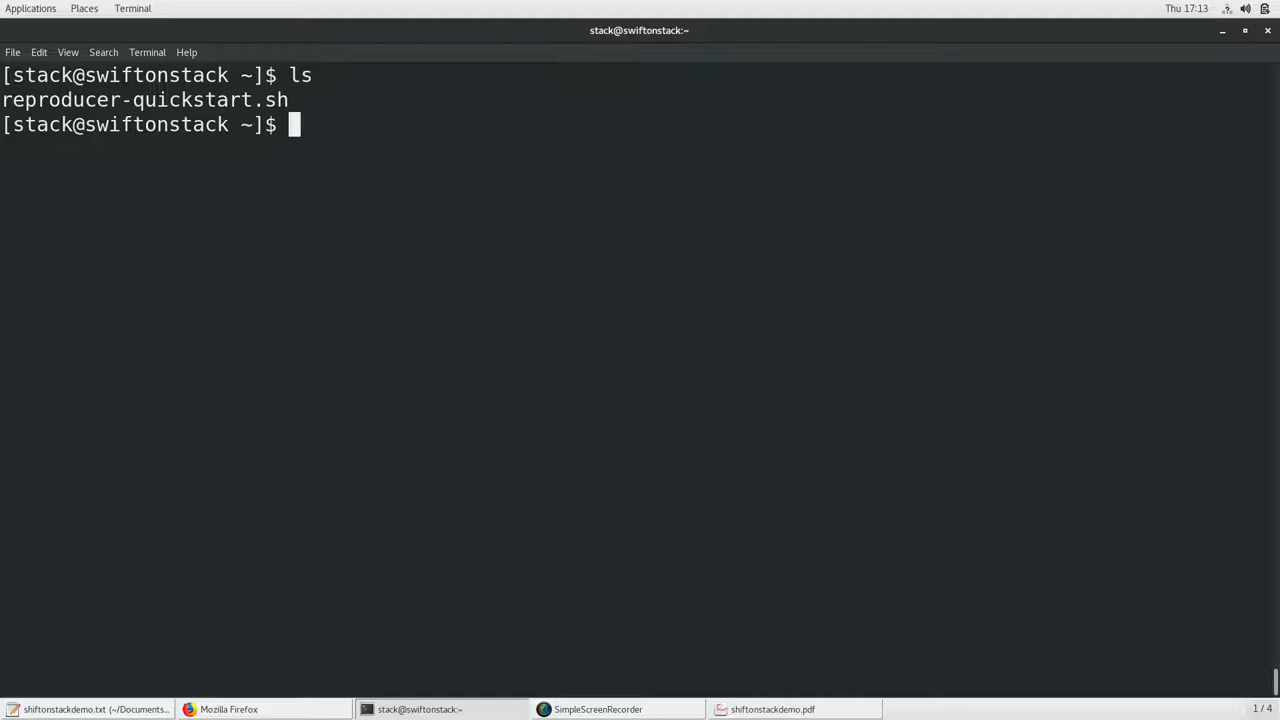 Applications Places Terminal Thu 17:13
stack@swiftonstack:~
File Edit View Search Terminal Help
[stack@swiftonstack ~]$ ls
reproducer-quickstart.sh
[stack@swiftonstack ~]$
shiftonstackdemo.txt (~/Documents... Mozilla Firefox stack@swiftonstack:~ SimpleScreenRecorder shiftonstackdemo.pdf 1 / 4